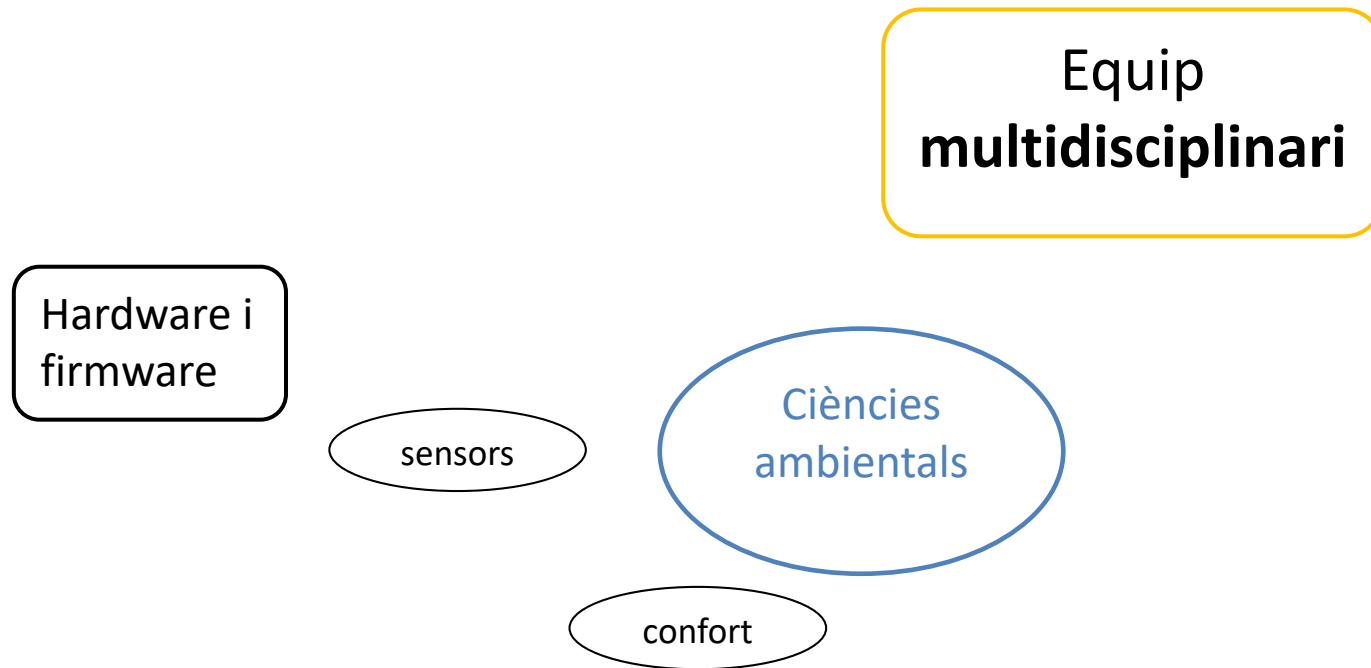 Equip
multidisciplinari
Hardware i
firmware
Ciències
ambientals
sensors
confort